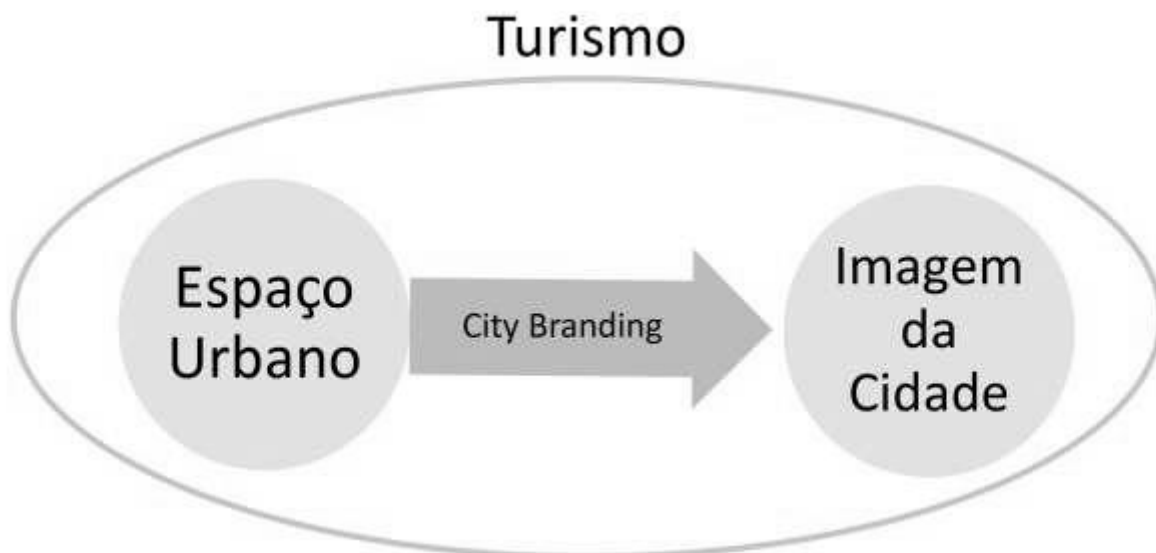 Turismo
Espaço
Urbano
City Branding
Imagem
da
Cidade